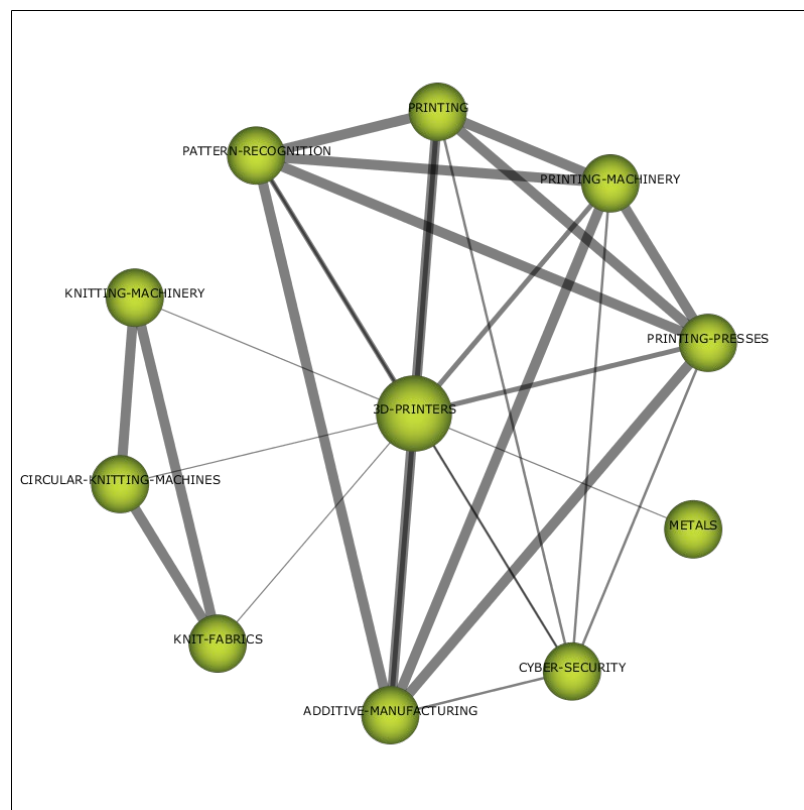 PRINTING
PATTERN-RECOGNITION
PRINTING-MACHINERY
KNITTING-MACHINERY
PRINTING-PRESSES
3D-PRINTERS
CIRCULAR-KNITTING-MACHINES
METALS
KNIT-FABRICS
CYBER-SECURITY
ADDITIVE-MANUFACTURING